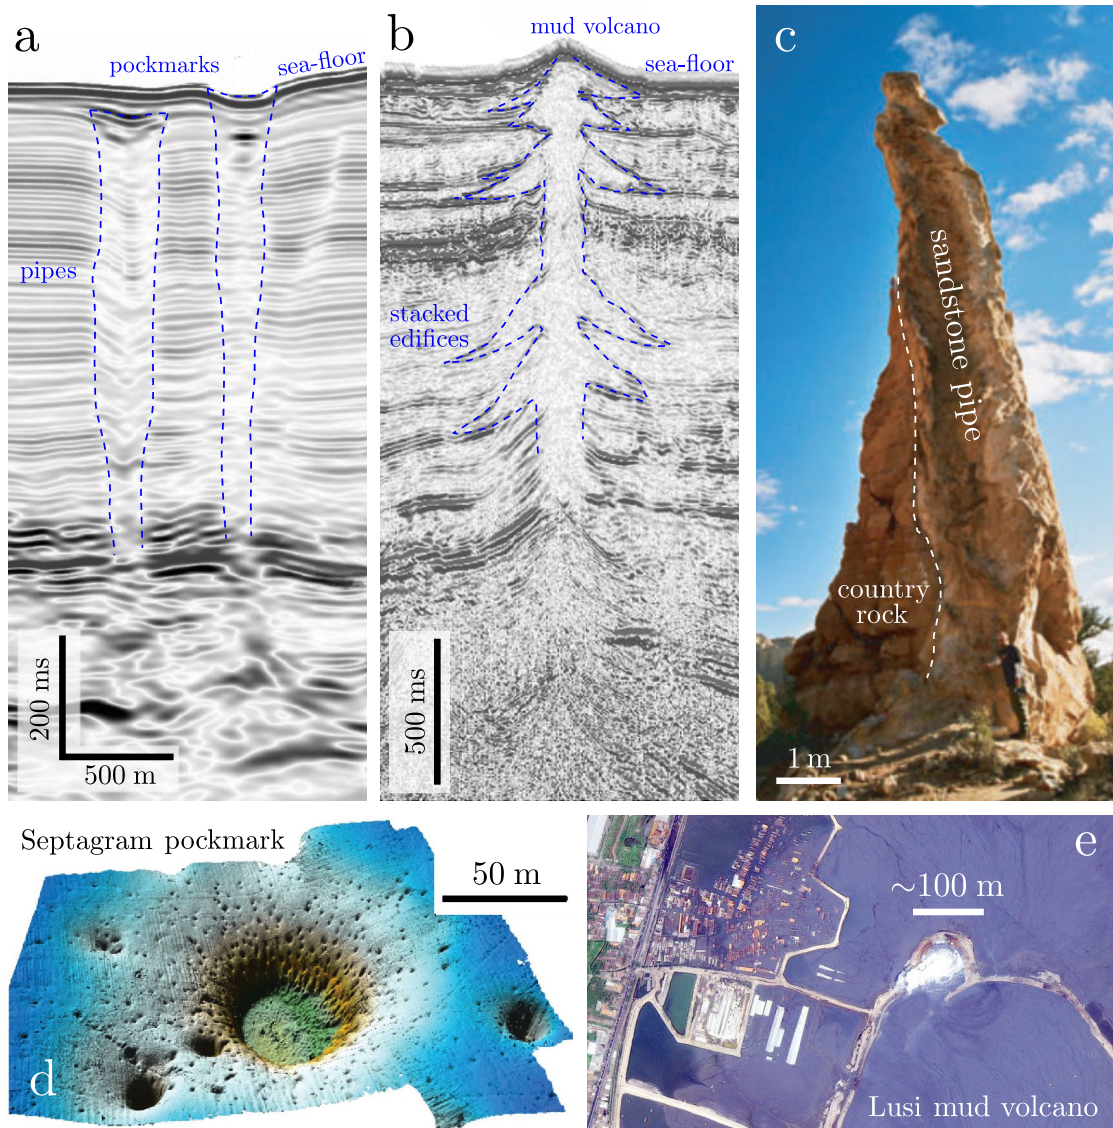 a
pockmarks
sea-floor
pipes
200 ms
500 m
b
mud volcano
sea-floor
stacked
edifices
500 ms
c
sandstone pipe
country
rock
1 m
Septagram pockmark
50 m
d
e
~100 m
Lusi mud volcano